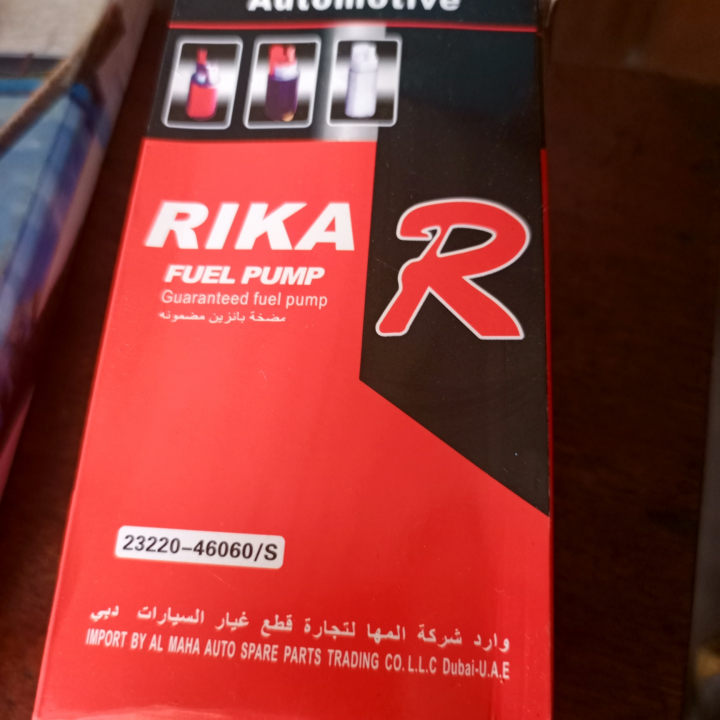 Automotive
RIKA
R
FUEL PUMP
Guaranteed fuel pump
مضخة بانزين مضمونه
23220-46060/S
وارد شركة المها لتجارة قطع غيار السيارات دبي
IMPORT BY AL MAHA AUTO SPARE PARTS TRADING CO. L.L.C Dubai-U.A.E